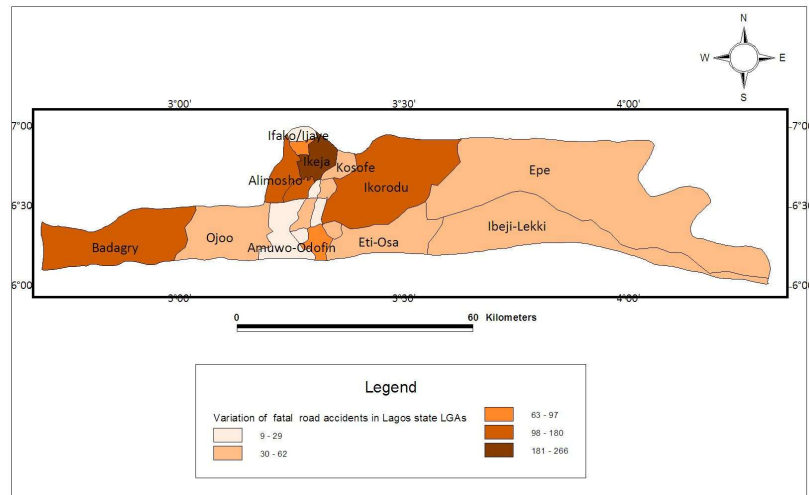 N
W E
S
3°00' 3°30' 4°00'
7°00' 7°00'
Ifako/Ijaye
Ikeja
Kosofe
Epe
Alimosho
Ikorodu
6°30' 6°30'
Ibeji-Lekki
Ojoo
Eti-Osa
Badagry
Amuwo-Odofin
6°00' 6°00'
3°00' 3°30' 4°00'
0 60 Kilometers
Legend
Variation of fatal road accidents in Lagos state LGAs
9 - 29
30 - 62
63 - 97
98 - 180
181 - 266